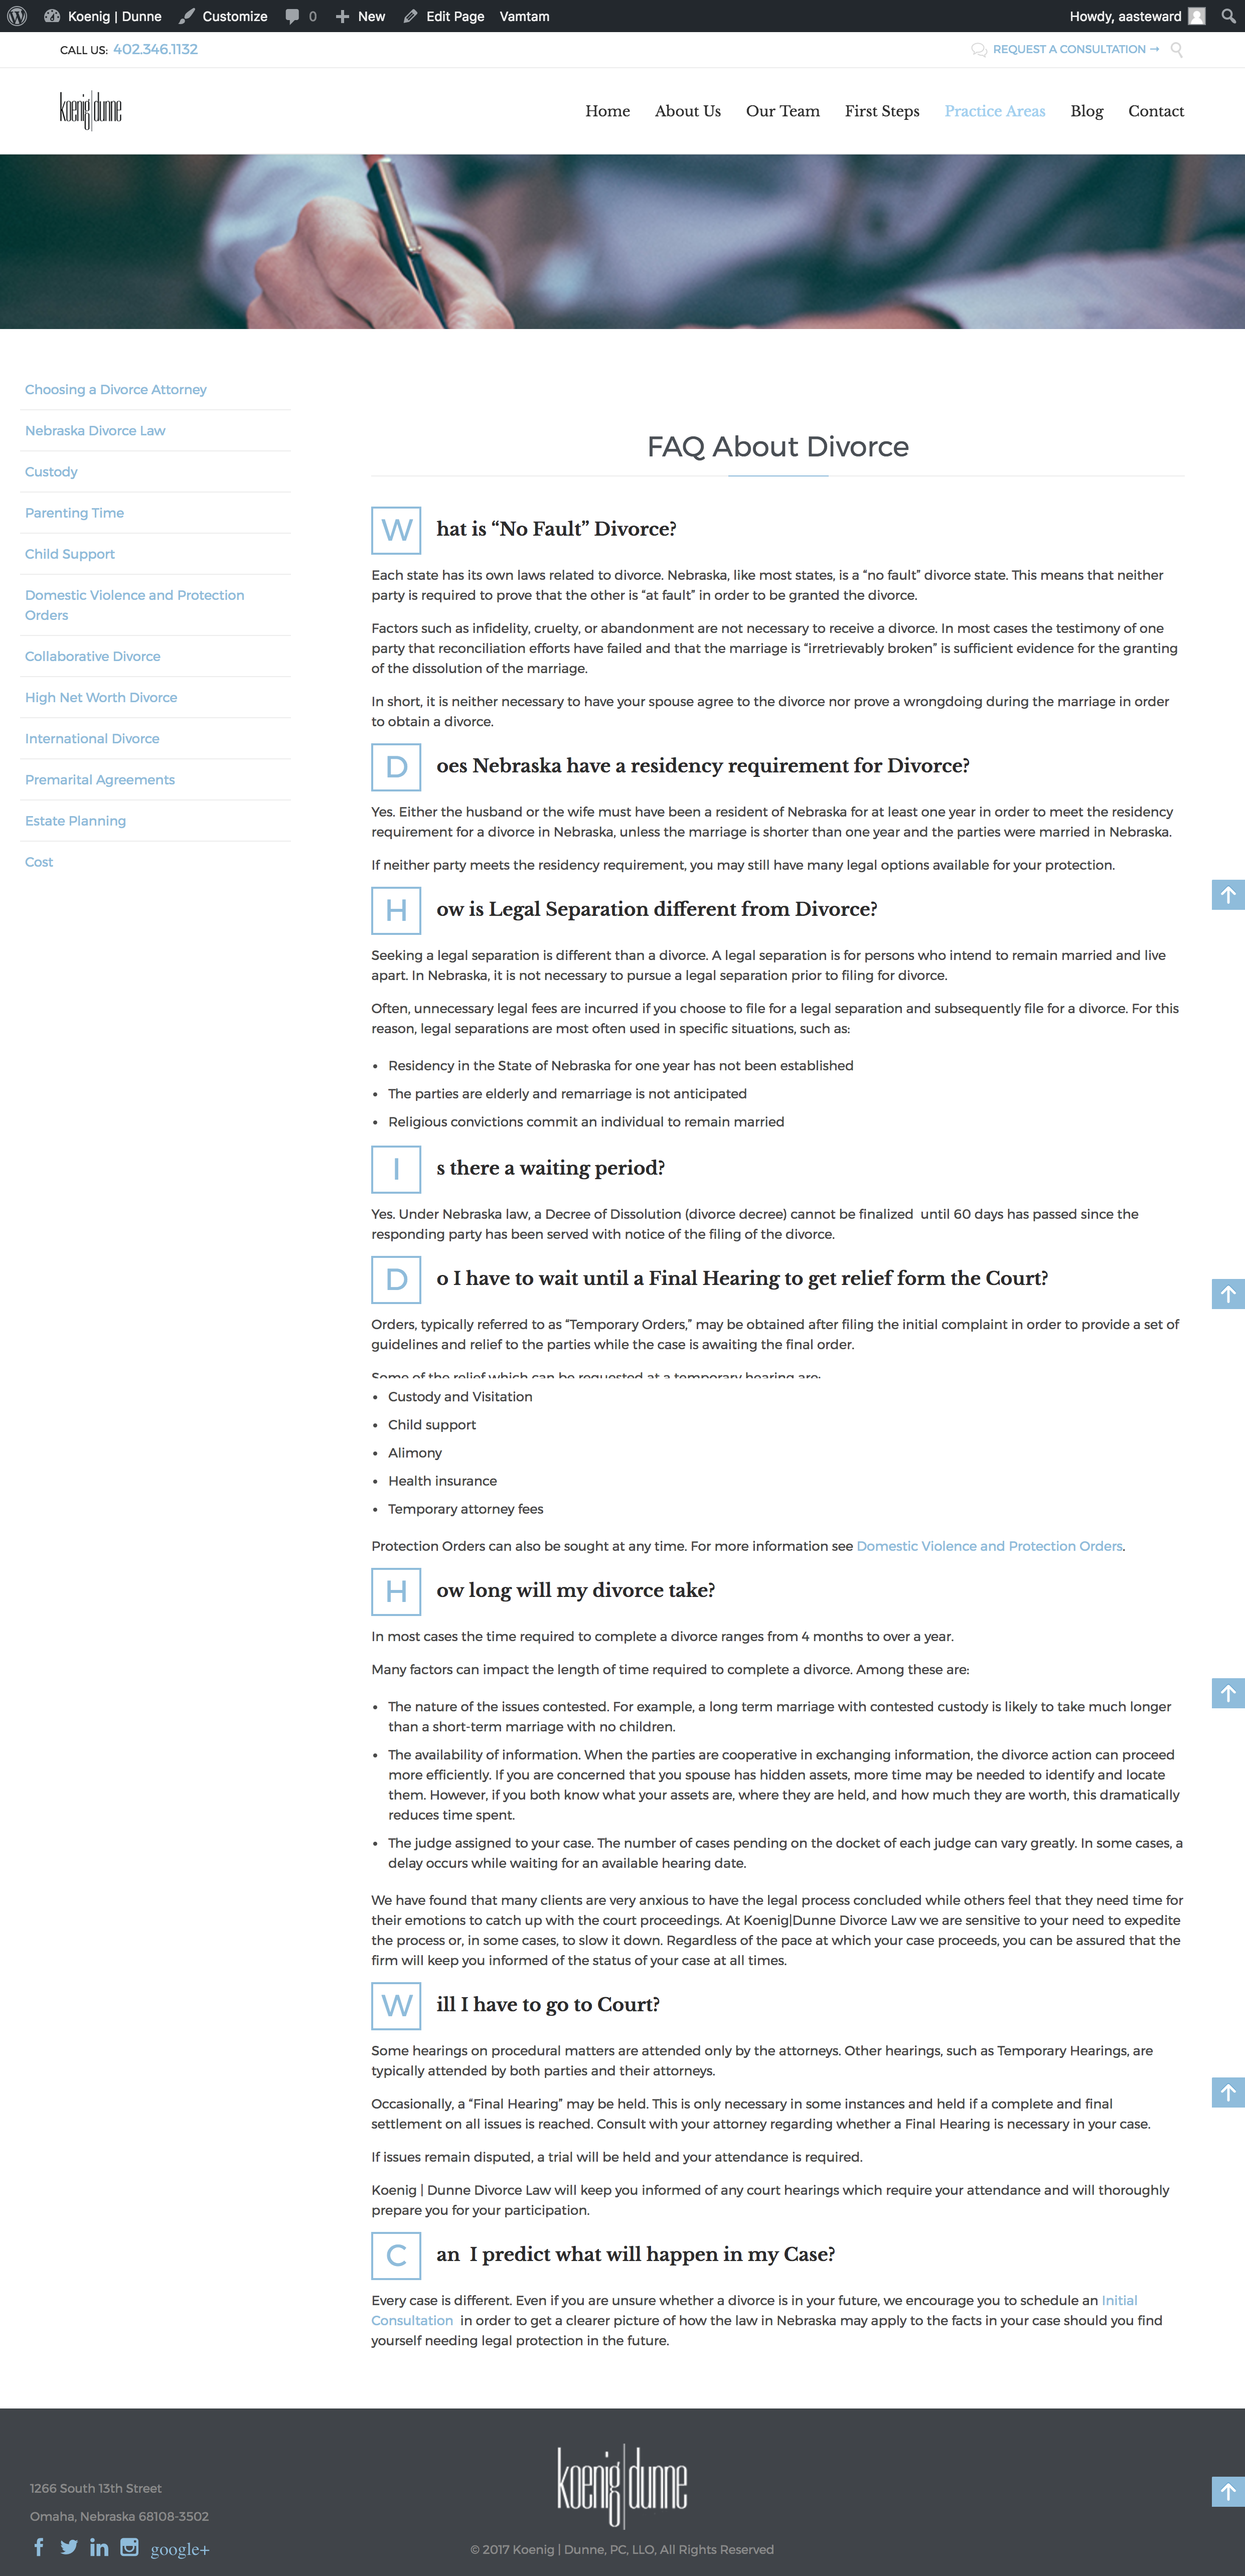 Koenig | Dunne Customize 0 New Edit Page Vamtam Howdy, aasteward
CALL US: 402.346.1132 REQUEST A CONSULTATION →
koenig|dunne
Home About Us Our Team First Steps Practice Areas Blog Contact
Choosing a Divorce Attorney
Nebraska Divorce Law
Custody
Parenting Time
Child Support
Domestic Violence and Protection
Orders
Collaborative Divorce
High Net Worth Divorce
International Divorce
Premarital Agreements
Estate Planning
Cost
FAQ About Divorce
What is “No Fault” Divorce?
Each state has its own laws related to divorce. Nebraska, like most states, is a “no fault” divorce state. This means that neither
party is required to prove that the other is “at fault” in order to be granted the divorce.
Factors such as infidelity, cruelty, or abandonment are not necessary to receive a divorce. In most cases the testimony of one
party that reconciliation efforts have failed and that the marriage is “irretrievably broken” is sufficient evidence for the granting
of the dissolution of the marriage.
In short, it is neither necessary to have your spouse agree to the divorce nor prove a wrongdoing during the marriage in order
to obtain a divorce.
Does Nebraska have a residency requirement for Divorce?
Yes. Either the husband or the wife must have been a resident of Nebraska for at least one year in order to meet the residency
requirement for a divorce in Nebraska, unless the marriage is shorter than one year and the parties were married in Nebraska.
If neither party meets the residency requirement, you may still have many legal options available for your protection.
How is Legal Separation different from Divorce?
Seeking a legal separation is different than a divorce. A legal separation is for persons who intend to remain married and live
apart. In Nebraska, it is not necessary to pursue a legal separation prior to filing for divorce.
Often, unnecessary legal fees are incurred if you choose to file for a legal separation and subsequently file for a divorce. For this
reason, legal separations are most often used in specific situations, such as:
• Residency in the State of Nebraska for one year has not been established
• The parties are elderly and remarriage is not anticipated
• Religious convictions commit an individual to remain married
Is there a waiting period?
Yes. Under Nebraska law, a Decree of Dissolution (divorce decree) cannot be finalized  until 60 days has passed since the
responding party has been served with notice of the filing of the divorce.
Do I have to wait until a Final Hearing to get relief form the Court?
Orders, typically referred to as “Temporary Orders,” may be obtained after filing the initial complaint in order to provide a set of
guidelines and relief to the parties while the case is awaiting the final order.
Some of the relief which can be requested at a temporary hearing are:
• Custody and Visitation
• Child support
• Alimony
• Health insurance
• Temporary attorney fees
Protection Orders can also be sought at any time. For more information see Domestic Violence and Protection Orders.
How long will my divorce take?
In most cases the time required to complete a divorce ranges from 4 months to over a year.
Many factors can impact the length of time required to complete a divorce. Among these are:
• The nature of the issues contested. For example, a long term marriage with contested custody is likely to take much longer
than a short-term marriage with no children.
• The availability of information. When the parties are cooperative in exchanging information, the divorce action can proceed
more efficiently. If you are concerned that you spouse has hidden assets, more time may be needed to identify and locate
them. However, if you both know what your assets are, where they are held, and how much they are worth, this dramatically
reduces time spent.
• The judge assigned to your case. The number of cases pending on the docket of each judge can vary greatly. In some cases, a
delay occurs while waiting for an available hearing date.
We have found that many clients are very anxious to have the legal process concluded while others feel that they need time for
their emotions to catch up with the court proceedings. At Koenig|Dunne Divorce Law we are sensitive to your need to expedite
the process or, in some cases, to slow it down. Regardless of the pace at which your case proceeds, you can be assured that the
firm will keep you informed of the status of your case at all times.
Will I have to go to Court?
Some hearings on procedural matters are attended only by the attorneys. Other hearings, such as Temporary Hearings, are
typically attended by both parties and their attorneys.
Occasionally, a “Final Hearing” may be held. This is only necessary in some instances and held if a complete and final
settlement on all issues is reached. Consult with your attorney regarding whether a Final Hearing is necessary in your case.
If issues remain disputed, a trial will be held and your attendance is required.
Koenig | Dunne Divorce Law will keep you informed of any court hearings which require your attendance and will thoroughly
prepare you for your participation.
Can  I predict what will happen in my Case?
Every case is different. Even if you are unsure whether a divorce is in your future, we encourage you to schedule an Initial
Consultation  in order to get a clearer picture of how the law in Nebraska may apply to the facts in your case should you find
yourself needing legal protection in the future.
koenig|dunne
1266 South 13th Street
Omaha, Nebraska 68108-3502
google+
© 2017 Koenig | Dunne, PC, LLO, All Rights Reserved